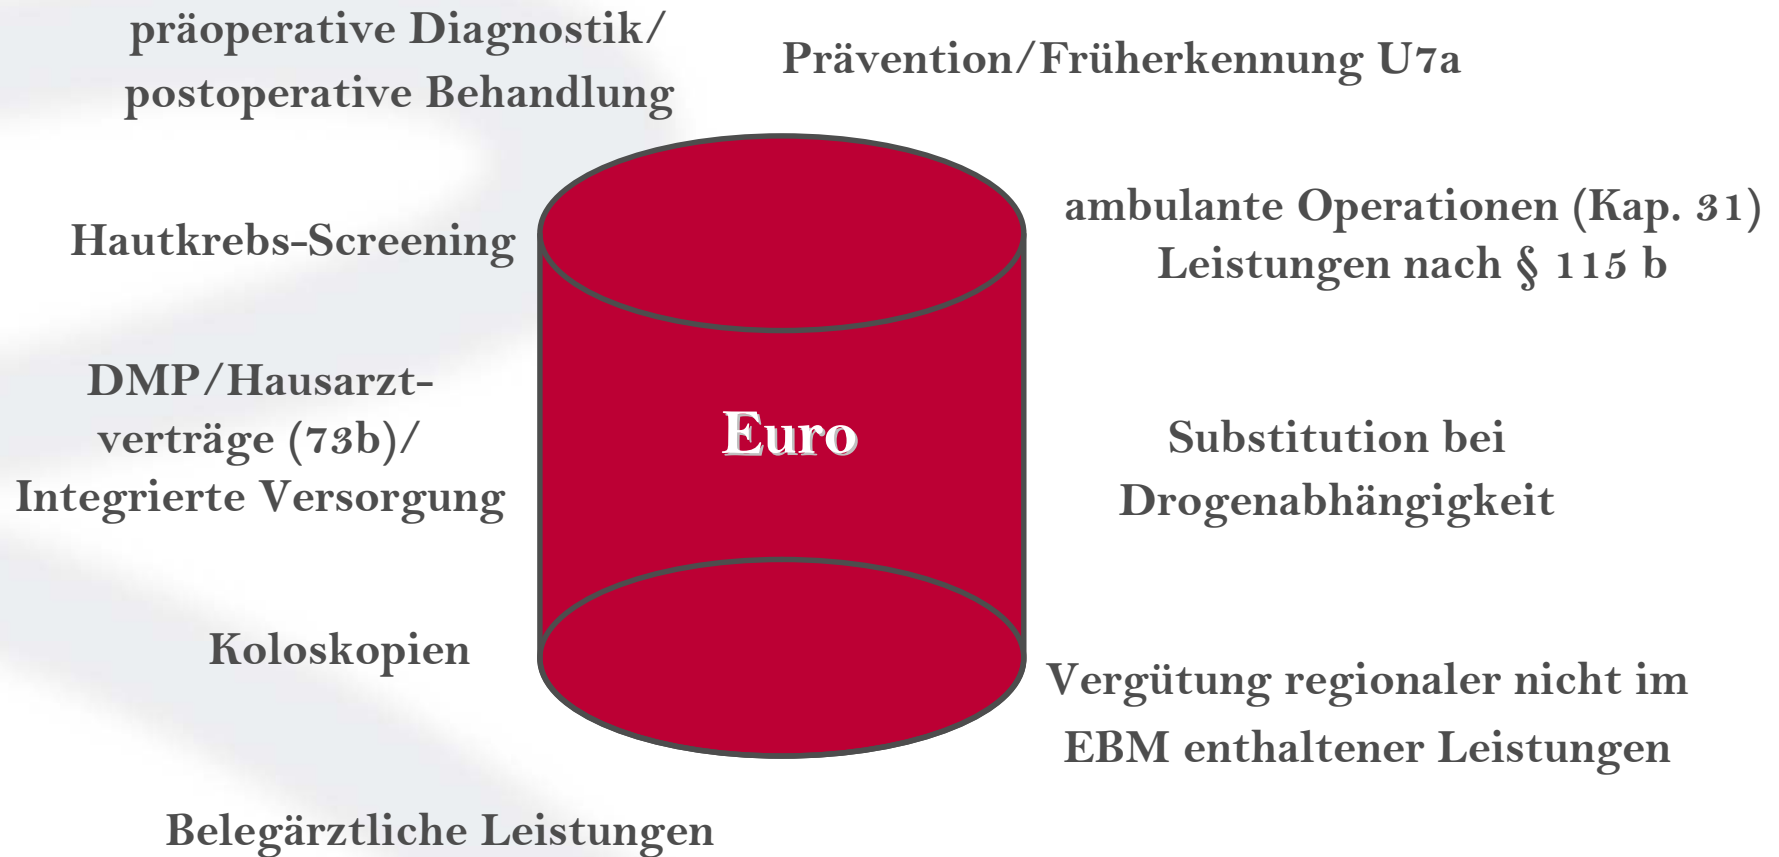 präoperative Diagnostik/
postoperative Behandlung
Prävention/Früherkennung U7a
Hautkrebs-Screening
ambulante Operationen (Kap. 31)
Leistungen nach § 115 b
DMP/Hausarzt-
verträge (73b)/
Integrierte Versorgung
Euro
Substitution bei
Drogenabhängigkeit
Koloskopien
Vergütung regionaler nicht im
EBM enthaltener Leistungen
Belegärztliche Leistungen